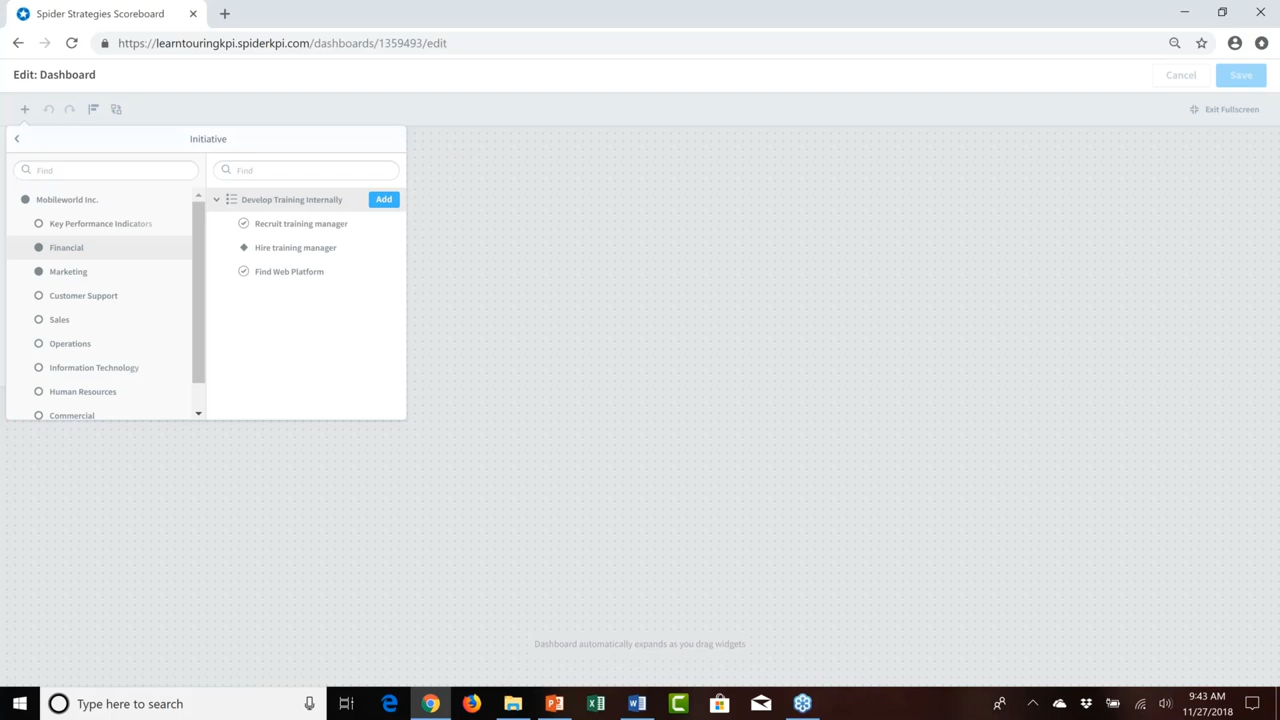 Spider Strategies Scoreboard
https://learntouringkpi.spiderkpi.com/dashboards/1359493/edit
Edit: Dashboard
Cancel
Save
Exit Fullscreen
Initiative
Find
Find
Mobileworld Inc.
Key Performance Indicators
Financial
Marketing
Customer Support
Sales
Operations
Information Technology
Human Resources
Commercial
Develop Training Internally
Add
Recruit training manager
Hire training manager
Find Web Platform
Dashboard automatically expands as you drag widgets
Type here to search
9:43 AM
11/27/2018